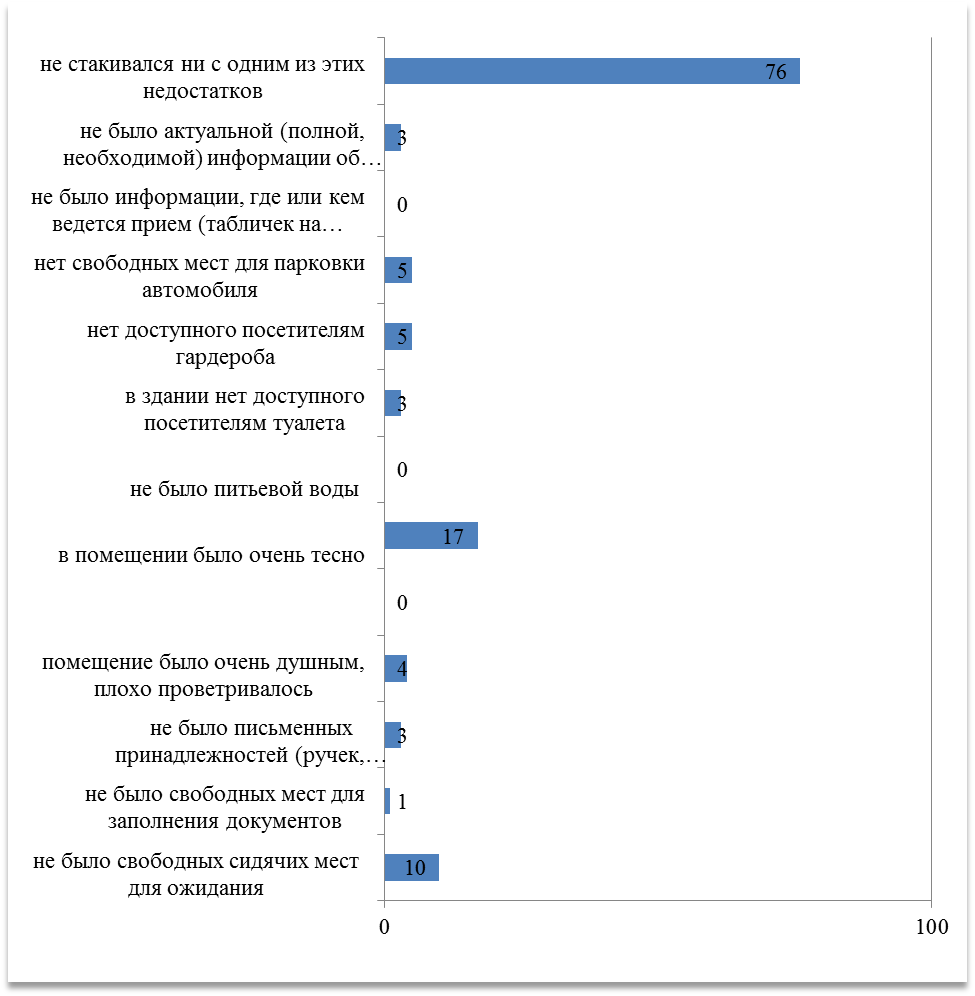 не стакивался ни с одним из этих
недостатков
76
не было актуальной (полной,
необходимой) информации об…
3
не было информации, где или кем
ведется прием (табличек на…
0
нет свободных мест для парковки
автомобиля
5
нет доступного посетителям
гардероба
5
в здании нет доступного
посетителям туалета
3
0
не было питьевой воды
17
в помещении было очень тесно
0
помещение было очень душным,
плохо проветривалось
4
не было письменных
принадлежностей (ручек,…
3
не было свободных мест для
заполнения документов
1
не было свободных сидячих мест
для ожидания
10
0 100